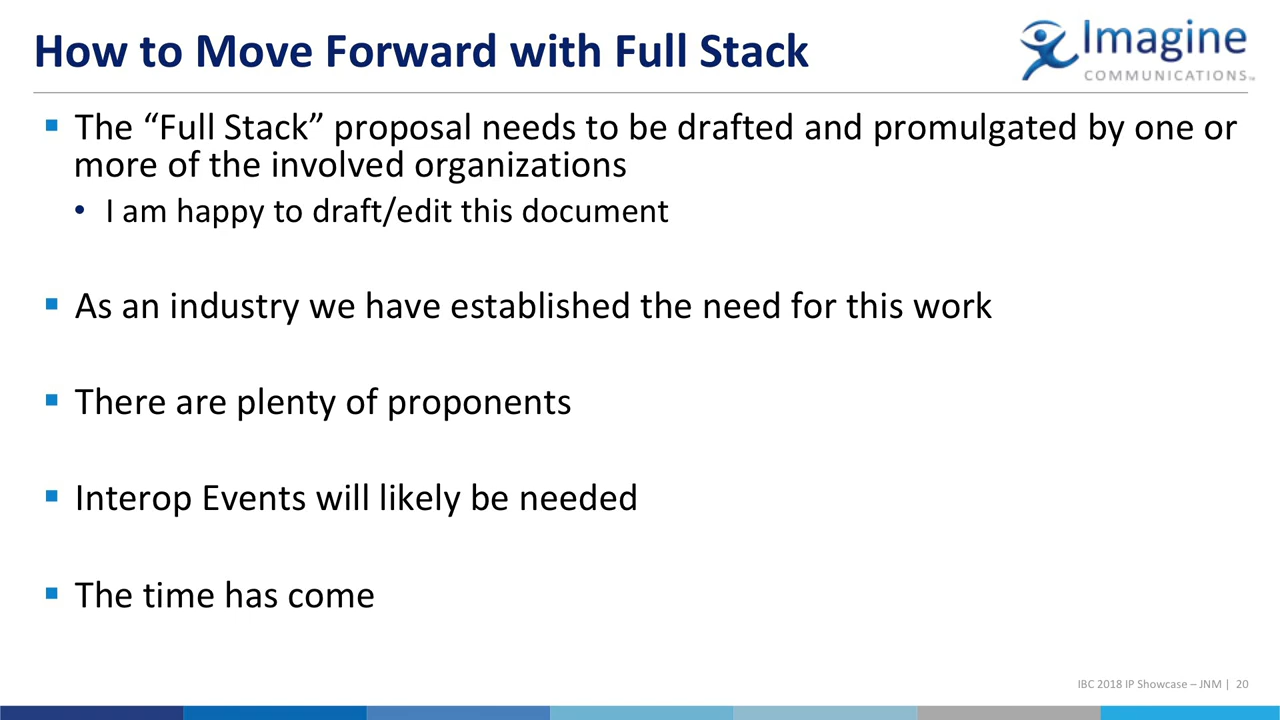 How to Move Forward with Full Stack
Imagine
COMMUNICATIONS™
▪ The “Full Stack” proposal needs to be drafted and promulgated by one or
more of the involved organizations
• I am happy to draft/edit this document
▪ As an industry we have established the need for this work
▪ There are plenty of proponents
▪ Interop Events will likely be needed
▪ The time has come
IBC 2018 IP Showcase – JNM | 20